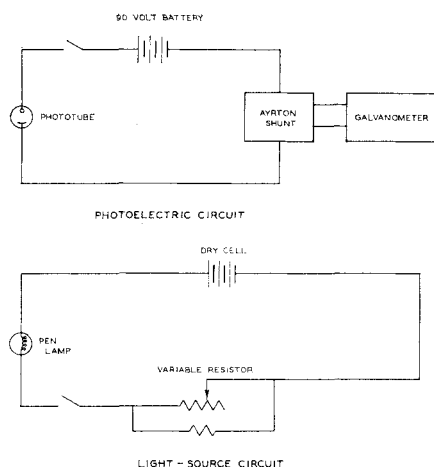 90 VOLT BATTERY
PHOTOTUBE
AYRTON
SHUNT
GALVANOMETER
PHOTOELECTRIC CIRCUIT
DRY CELL
PEN
LAMP
VARIABLE RESISTOR
LIGHT - SOURCE CIRCUIT